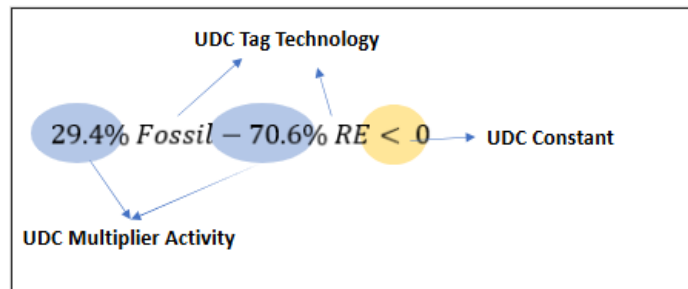 UDC Tag Technology
29.4% Fossil − 70.6% RE < 0
UDC Constant
UDC Multiplier Activity